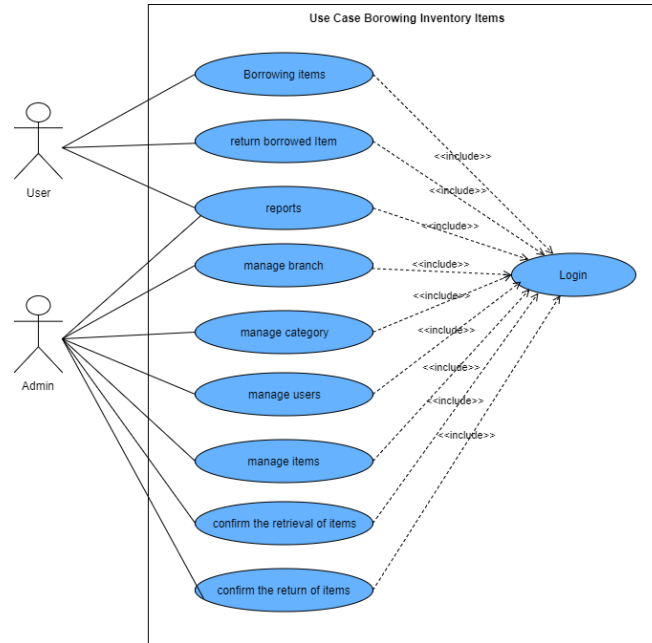 Use Case Borowing Inventory Items
Borrowing items
return borrowed Item
<<include>>
User
<<include>>
reports
<<include>>
manage branch
<<include>>
Login
<<include>>
manage category
<<include>>
Admin
<<include>>
manage users
<<include>>
manage items
<<include>>
confirm the retrieval of items
confirm the return of items